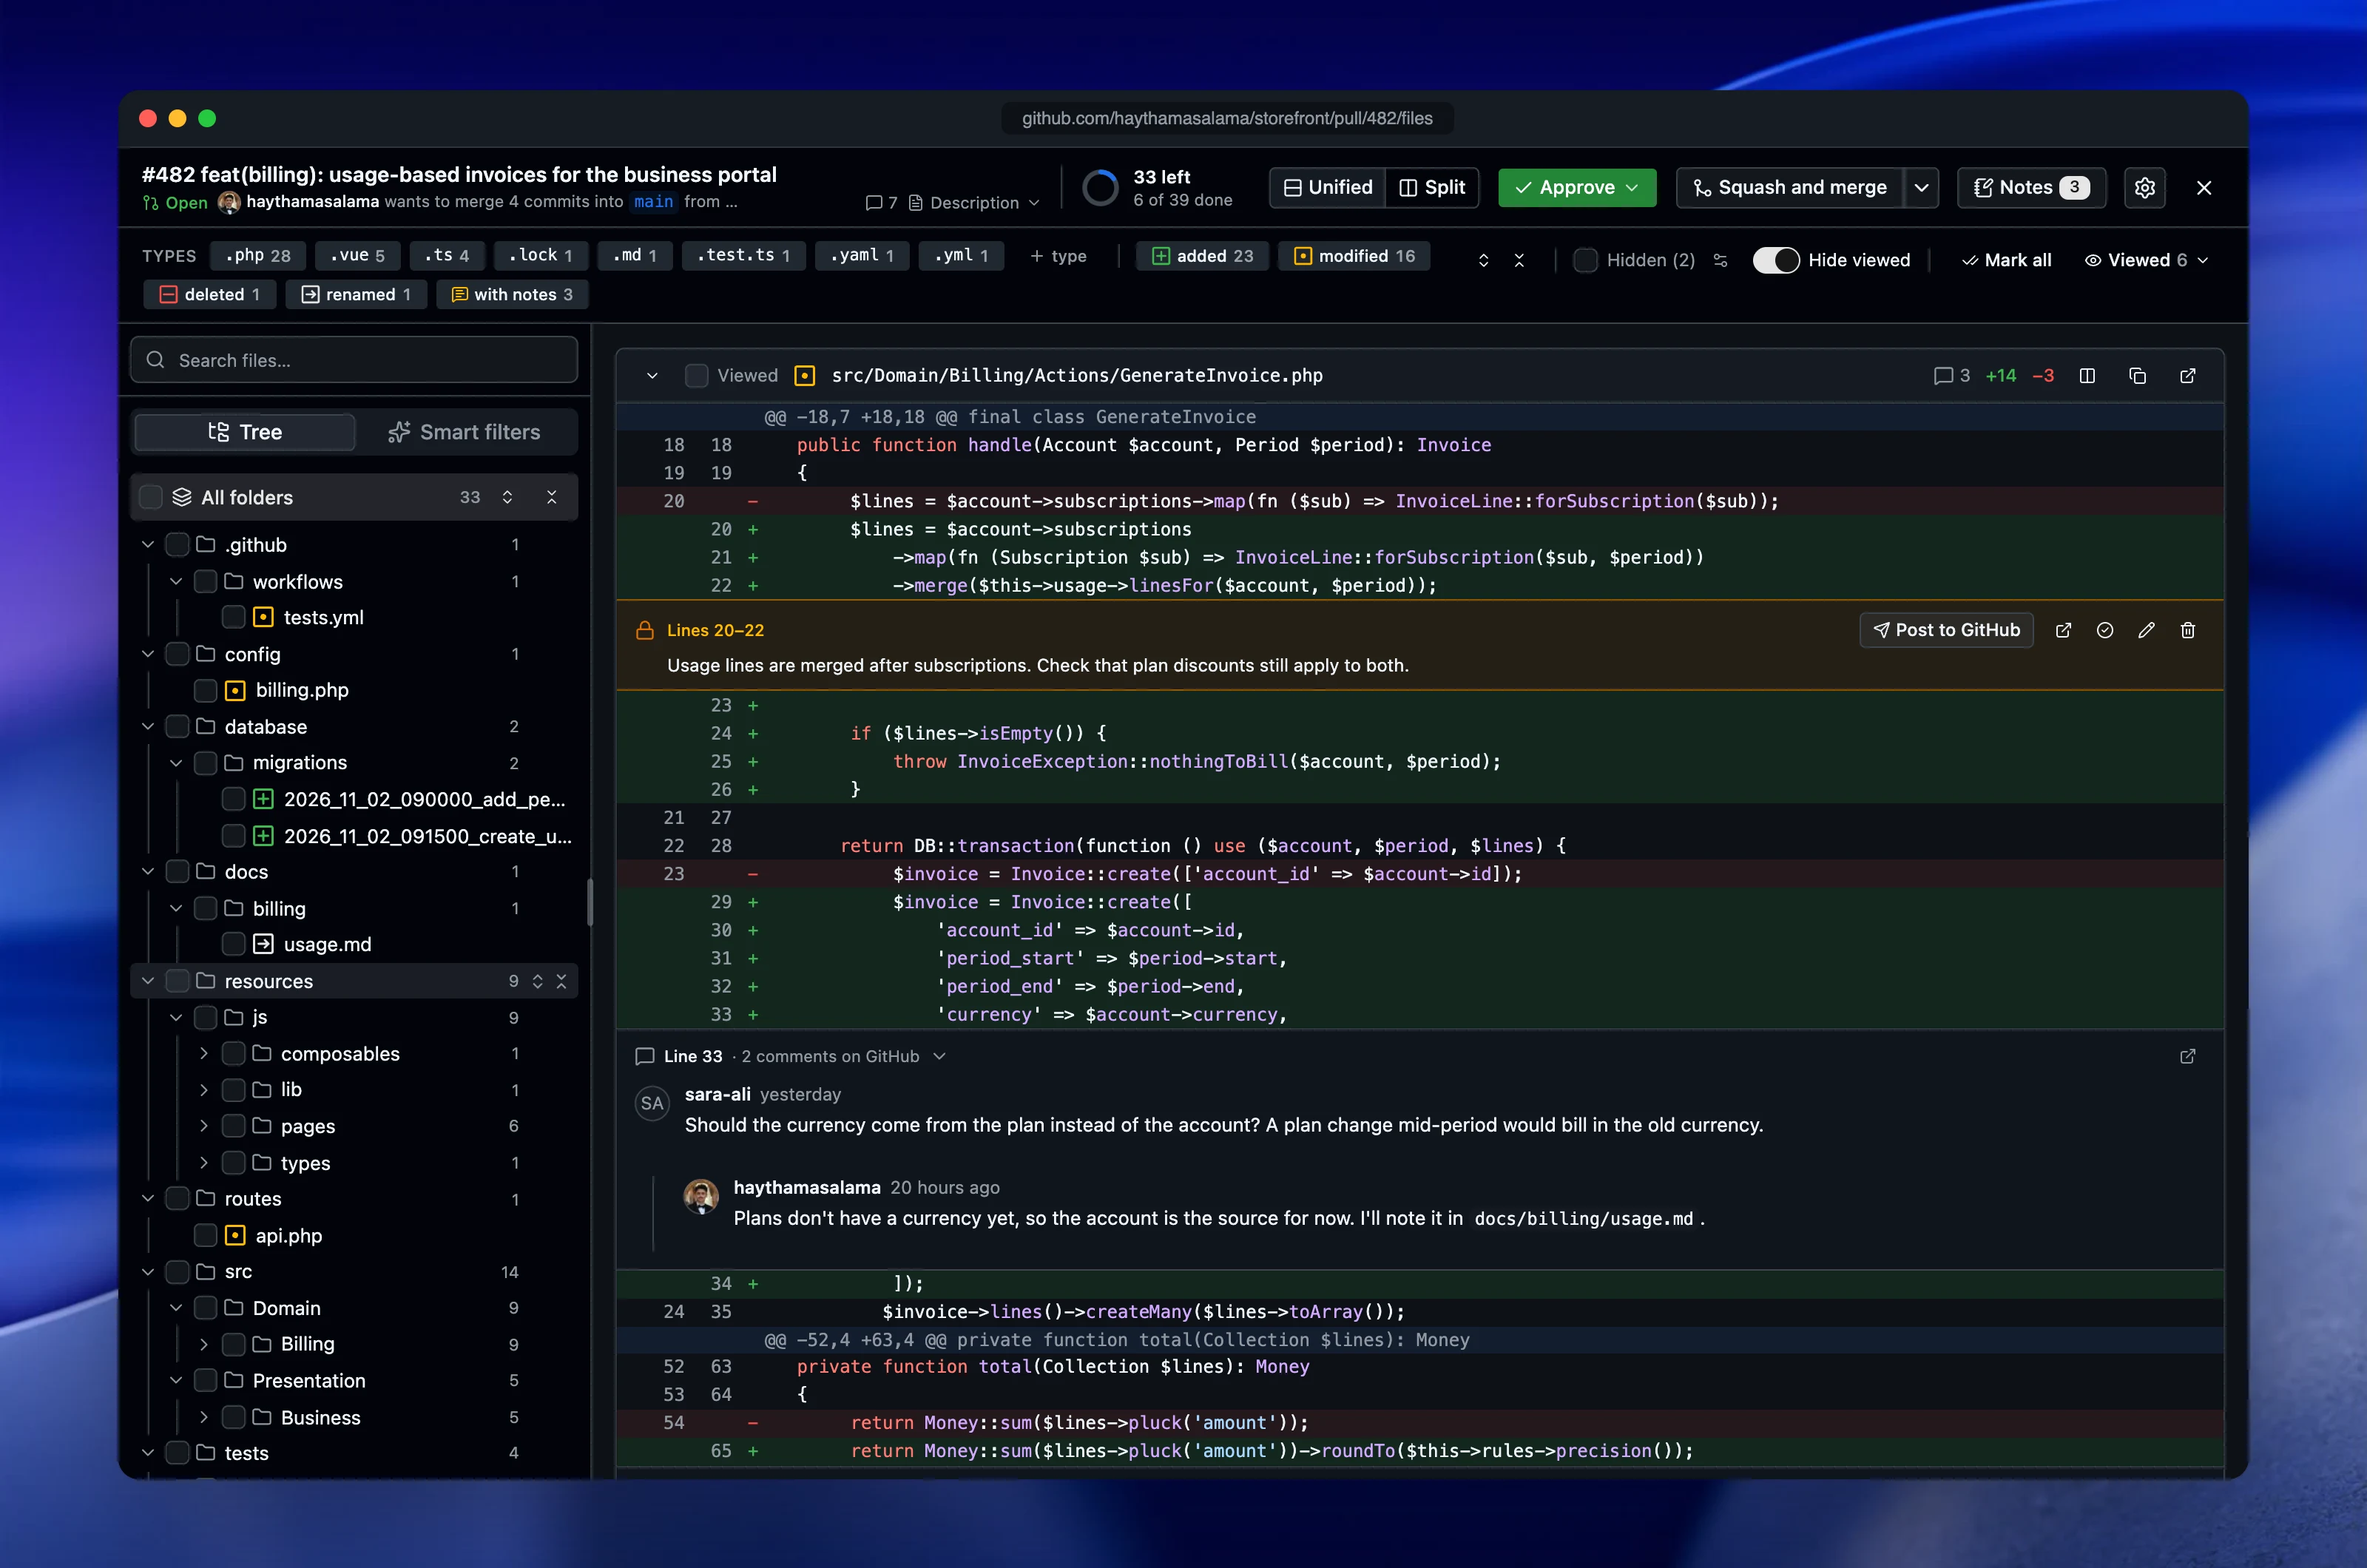 github.com/haythamasalama/storefront/pull/482/files
#482 feat(billing): usage-based invoices for the business portal
Open haythamasalama wants to merge 4 commits into main from ...
7 Description
33 left
6 of 39 done
Unified Split
Approve
Squash and merge
Notes 3
TYPES .php 28 .vue 5 .ts 4 .lock 1 .md 1 .test.ts 1 .yaml 1 .yml 1 + type added 23 modified 16
Hidden (2) Hide viewed Mark all Viewed 6
deleted 1 renamed 1 with notes 3
Search files...
Tree Smart filters
All folders 33
.github 1
workflows 1
tests.yml
config 1
billing.php
database 2
migrations 2
2026_11_02_090000_add_pe...
2026_11_02_091500_create_u...
docs 1
billing 1
usage.md
resources 9
js 9
composables 1
lib 1
pages 6
types 1
routes 1
api.php
src 14
Domain 9
Billing 9
Presentation 5
Business 5
tests 4
Viewed src/Domain/Billing/Actions/GenerateInvoice.php 3 +14 −3
@@ -18,7 +18,18 @@ final class GenerateInvoice
18 18 public function handle(Account $account, Period $period): Invoice
19 19 {
20 − $lines = $account->subscriptions->map(fn ($sub) => InvoiceLine::forSubscription($sub));
20 + $lines = $account->subscriptions
21 + ->map(fn (Subscription $sub) => InvoiceLine::forSubscription($sub, $period))
22 + ->merge($this->usage->linesFor($account, $period));
Lines 20–22
Post to GitHub
Usage lines are merged after subscriptions. Check that plan discounts still apply to both.
23 +
24 + if ($lines->isEmpty()) {
25 + throw InvoiceException::nothingToBill($account, $period);
26 + }
21 27
22 28 return DB::transaction(function () use ($account, $period, $lines) {
23 − $invoice = Invoice::create(['account_id' => $account->id]);
29 + $invoice = Invoice::create([
30 + 'account_id' => $account->id,
31 + 'period_start' => $period->start,
32 + 'period_end' => $period->end,
33 + 'currency' => $account->currency,
Line 33 · 2 comments on GitHub
SA
sara-ali yesterday
Should the currency come from the plan instead of the account? A plan change mid-period would bill in the old currency.
haythamasalama 20 hours ago
Plans don't have a currency yet, so the account is the source for now. I'll note it in docs/billing/usage.md .
34 + ]);
24 35 $invoice->lines()->createMany($lines->toArray());
@@ -52,4 +63,4 @@ private function total(Collection $lines): Money
52 63 private function total(Collection $lines): Money
53 64 {
54 − return Money::sum($lines->pluck('amount'));
65 + return Money::sum($lines->pluck('amount'))->roundTo($this->rules->precision());